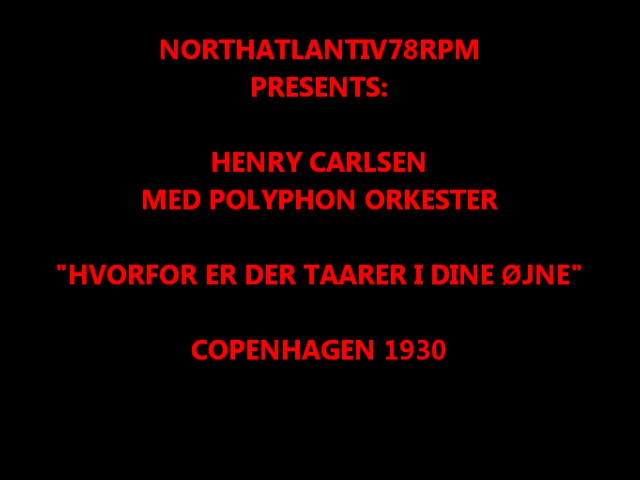 NORTHATLANTIV78RPM
PRESENTS:
HENRY CARLSEN
MED POLYPHON ORKESTER
"HVORFOR ER DER TAARER I DINE ØJNE"
COPENHAGEN 1930